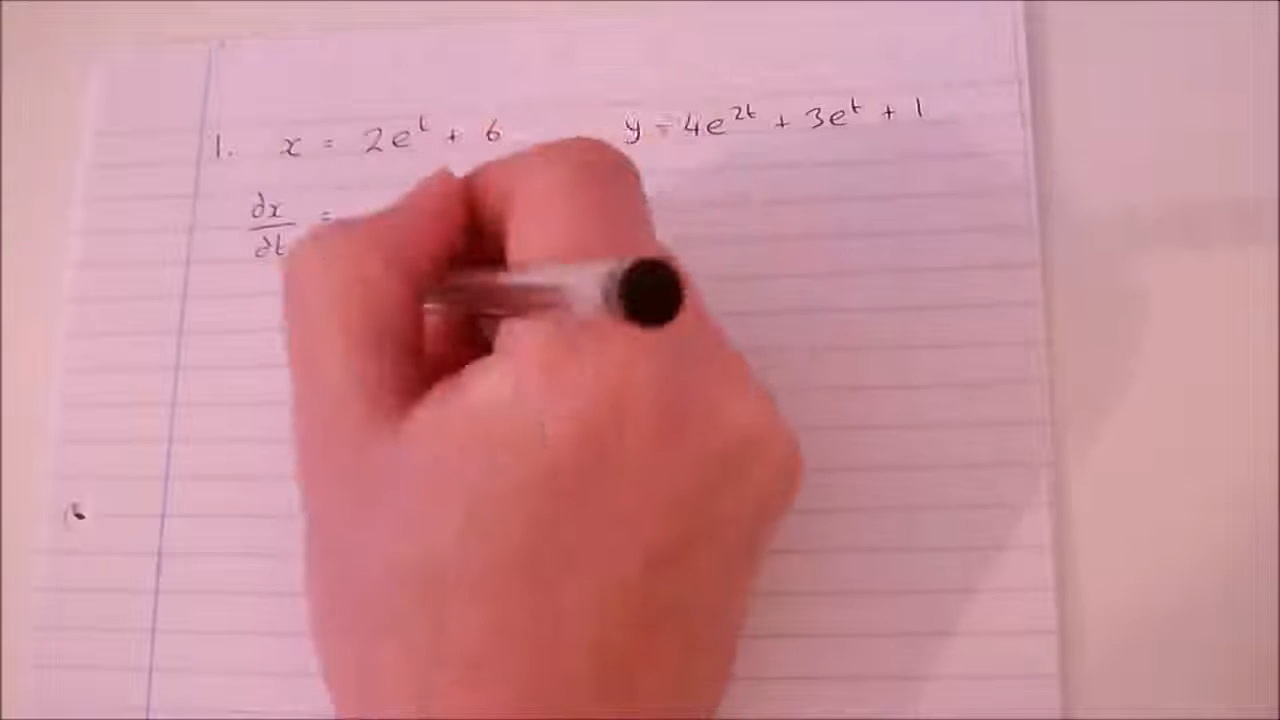 1. x = 2e^t + 6 y = 4e^{2t} + 3e^t + 1
dx/dt =